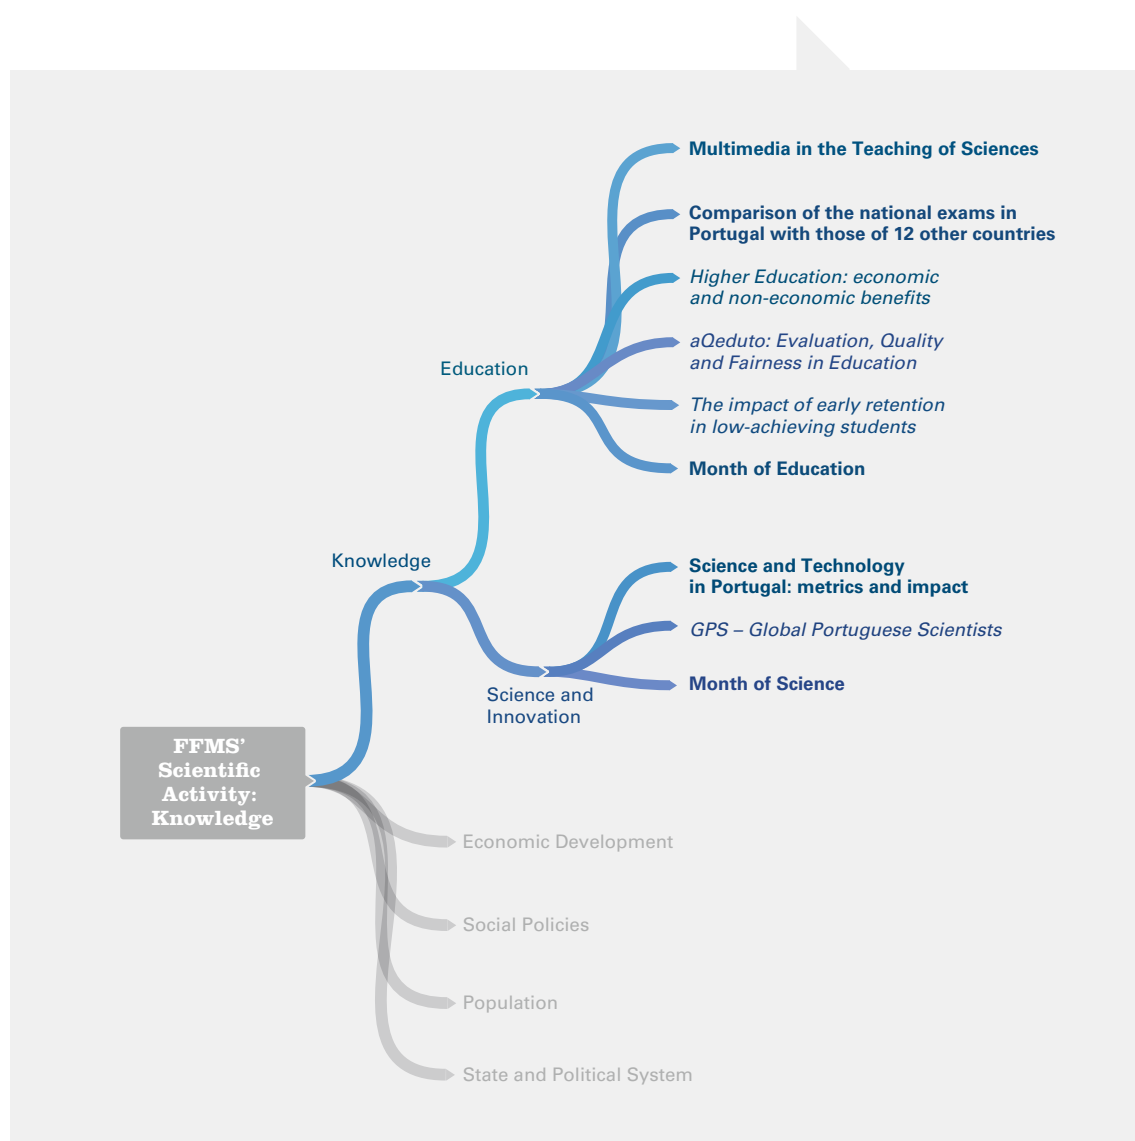 Multimedia in the Teaching of Sciences
Comparison of the national exams in
Portugal with those of 12 other countries
Higher Education: economic
and non-economic benefits
aQeduto: Evaluation, Quality
and Fairness in Education
Education
The impact of early retention
in low-achieving students
Month of Education
Knowledge
Science and Technology
in Portugal: metrics and impact
GPS – Global Portuguese Scientists
Month of Science
Science and
Innovation
FFMS’
Scientific
Activity:
Knowledge
Economic Development
Social Policies
Population
State and Political System